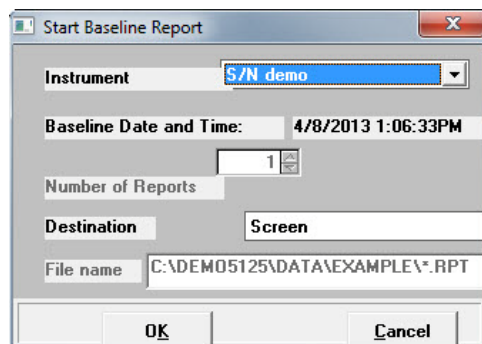 Start Baseline Report
Instrument S/N demo
Baseline Date and Time: 4/8/2013 1:06:33PM
1
Number of Reports
Destination Screen
File name C:\DEMO5125\DATA\EXAMPLE\*.RPT
OK Cancel